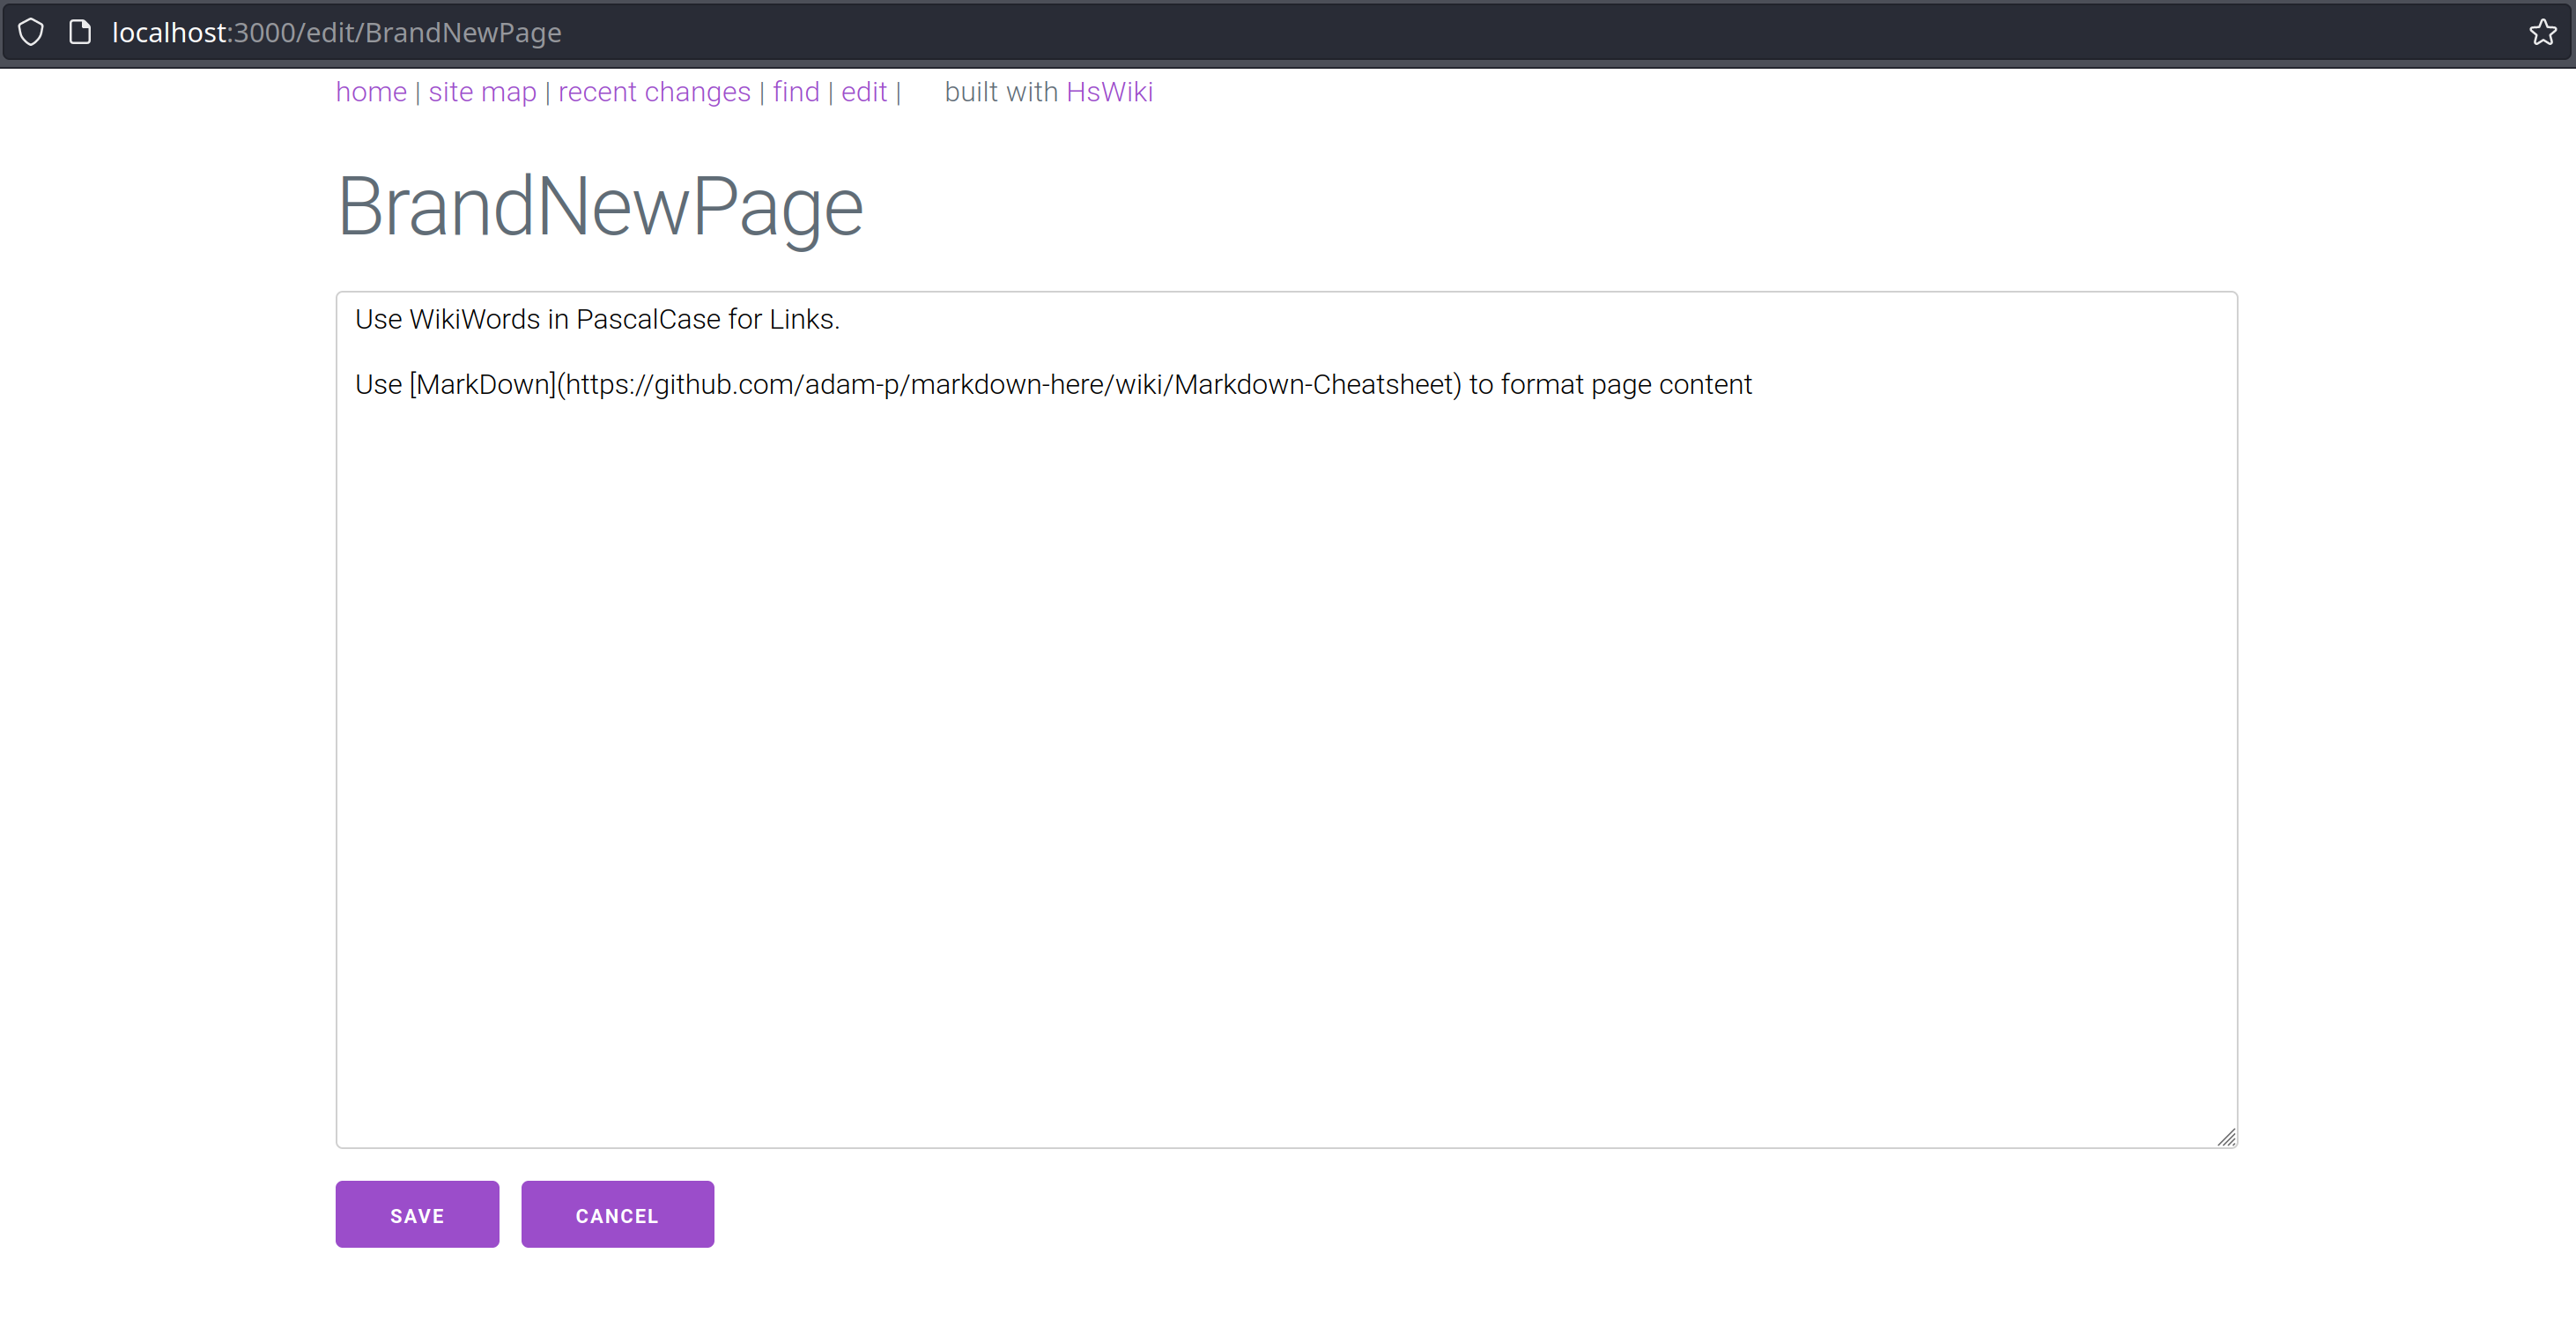 localhost:3000/edit/BrandNewPage
home | site map | recent changes | find | edit | built with HsWiki
BrandNewPage
Use WikiWords in PascalCase for Links.
Use [MarkDown](https://github.com/adam-p/markdown-here/wiki/Markdown-Cheatsheet) to format page content
SAVE CANCEL